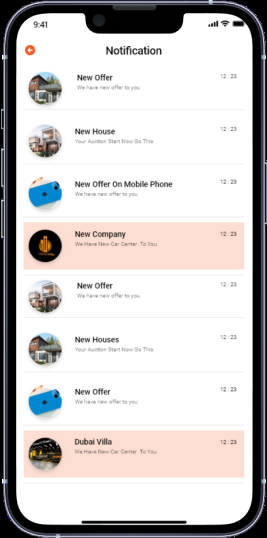 9:41
Notification
New Offer
12 : 23
We have new offer to you
New House
12 : 23
Your Auction Start Now Go This
New Offer On Mobile Phone
12 : 23
We have new offer to you
New Company
12 : 23
We Have New Car Center To You
New Offer
12 : 23
We have new offer to you
New Houses
12 : 23
Your Auction Start Now Go This
New Offer
12 : 23
We have new offer to you
Dubai Villa
12 : 23
We Have New Car Center To You